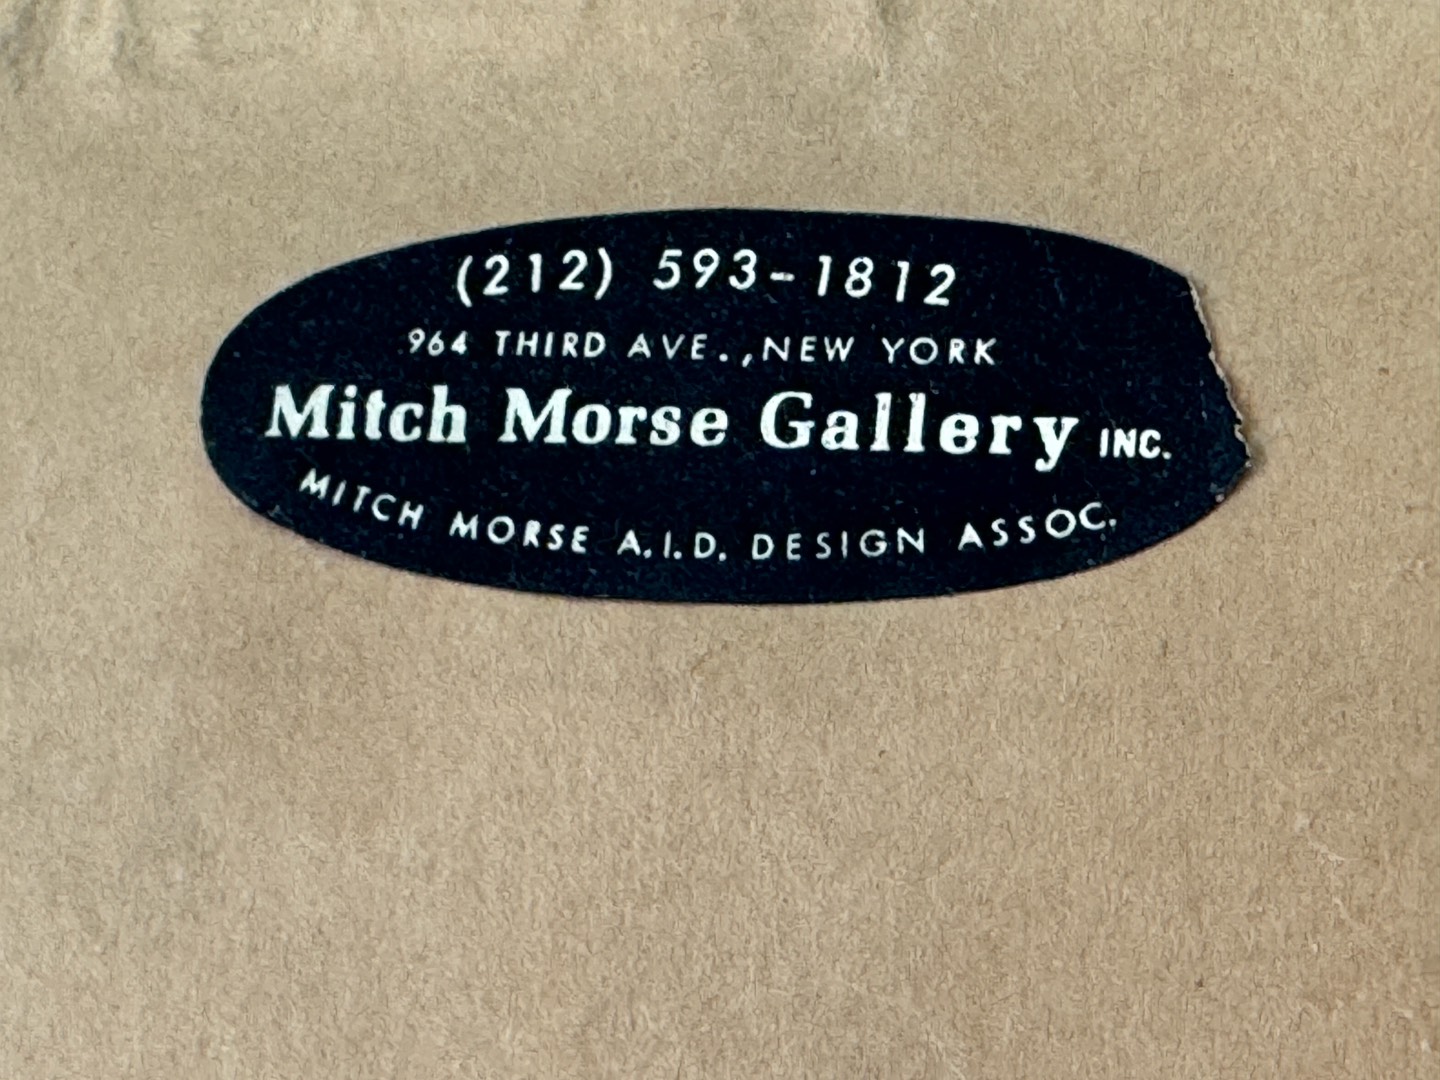 (212) 593-1812
964 THIRD AVE., NEW YORK
Mitch Morse Gallery INC.
MITCH MORSE A.I.D. DESIGN ASSOC.